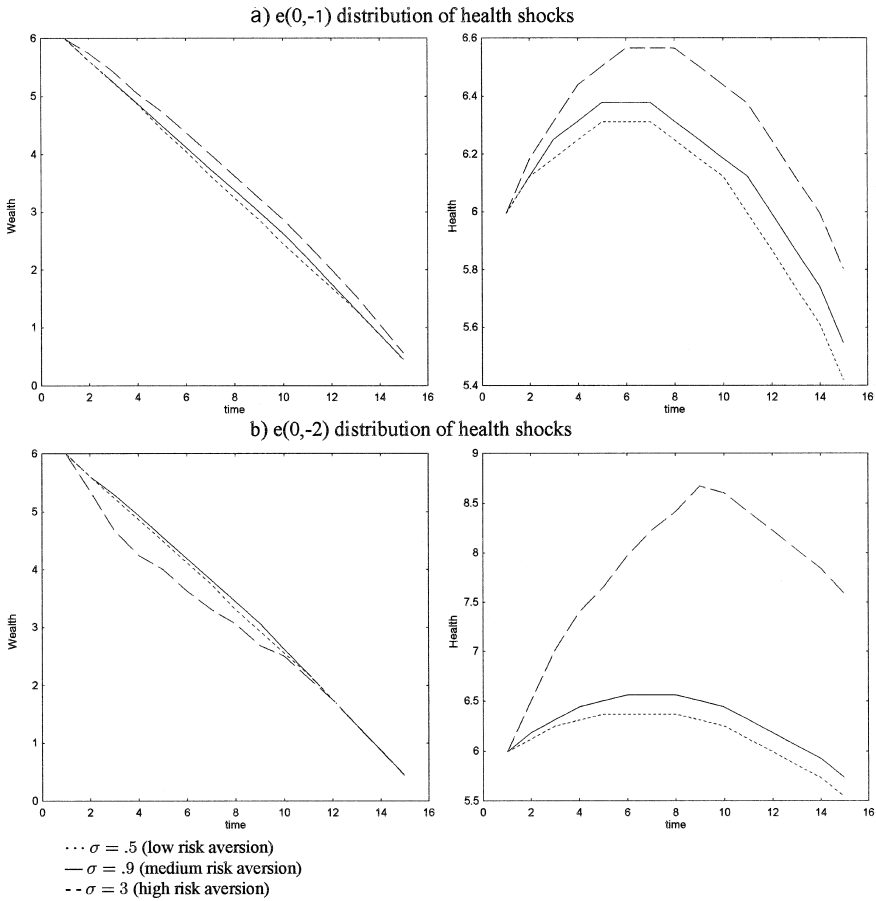 a) e(0,-1) distribution of health shocks
6
5
4
3
2
1
0
Wealth
0 2 4 6 8 10 12 14 16
time
6.6
6.4
6.2
6
5.8
5.6
5.4
Health
0 2 4 6 8 10 12 14 16
time
b) e(0,-2) distribution of health shocks
6
5
4
3
2
1
0
Wealth
0 2 4 6 8 10 12 14 16
time
9
8.5
8
7.5
7
6.5
6
5.5
Health
0 2 4 6 8 10 12 14 16
time
··· σ = .5 (low risk aversion)
— σ = .9 (medium risk aversion)
-- σ = 3 (high risk aversion)